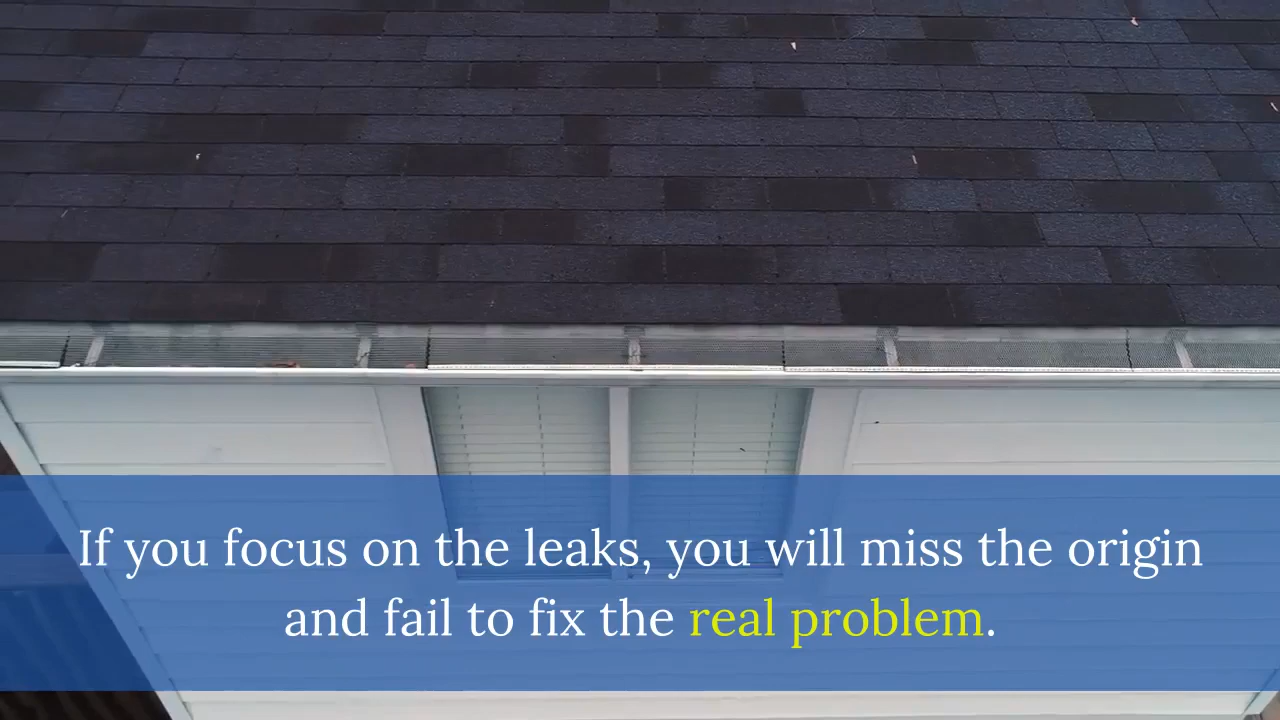 If you focus on the leaks, you will miss the origin
and fail to fix the real problem.